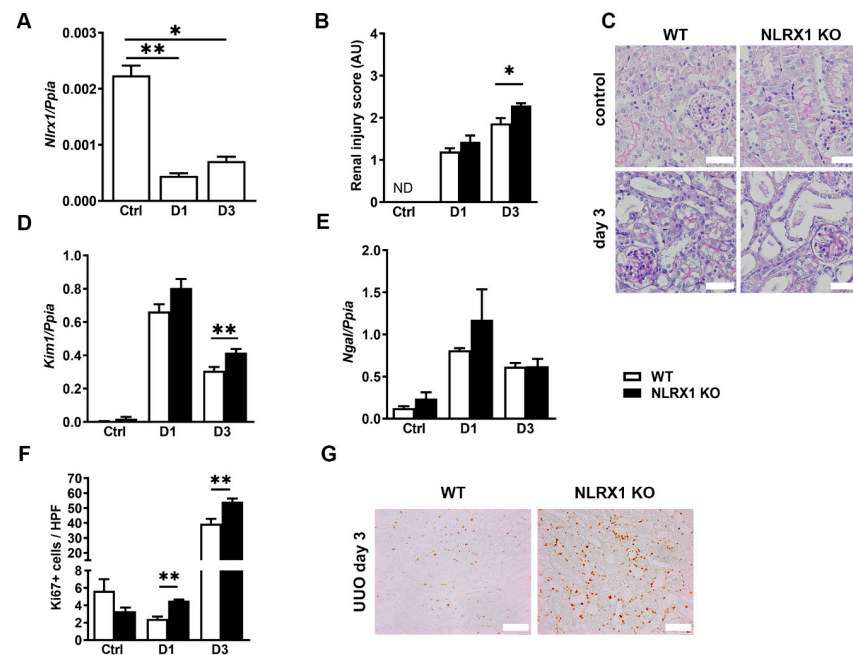 A
Nlrx1/Ppia
0.003
0.002
0.001
0.000
*
**
Ctrl D1 D3
B
Renal injury score (AU)
4
3
2
1
0
ND
*
Ctrl D1 D3
C
WT NLRX1 KO
control
day 3
D
Kim1/Ppia
1.0
0.8
0.6
0.4
0.2
0.0
**
Ctrl D1 D3
E
Ngal/Ppia
2.0
1.5
1.0
0.5
0.0
Ctrl D1 D3
WT
NLRX1 KO
F
Ki67+ cells / HPF
70
60
50
40
30
20
10
8
6
4
2
0
**
**
Ctrl D1 D3
G
WT NLRX1 KO
UUO day 3